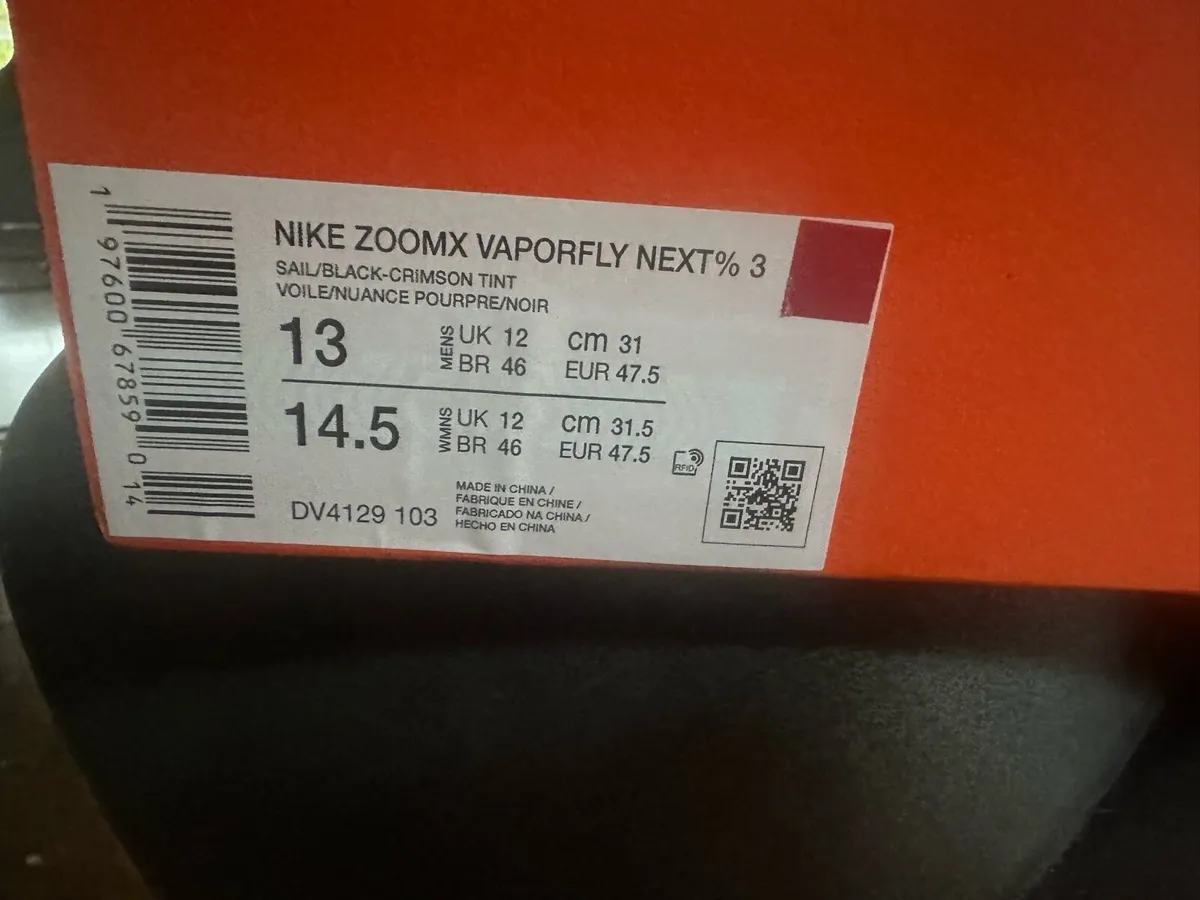 NIKE ZOOMX VAPORFLY NEXT% 3
SAIL/BLACK-CRIMSON TINT
VOILE/NUANCE POURPRE/NOIR
13
MENS
UK 12 cm 31
BR 46 EUR 47.5
14.5
WMNS
UK 12 cm 31.5
BR 46 EUR 47.5
RFID
DV4129 103
MADE IN CHINA /
FABRIQUE EN CHINE /
FABRICADO NA CHINA /
HECHO EN CHINA
1 97600 67859 0 14